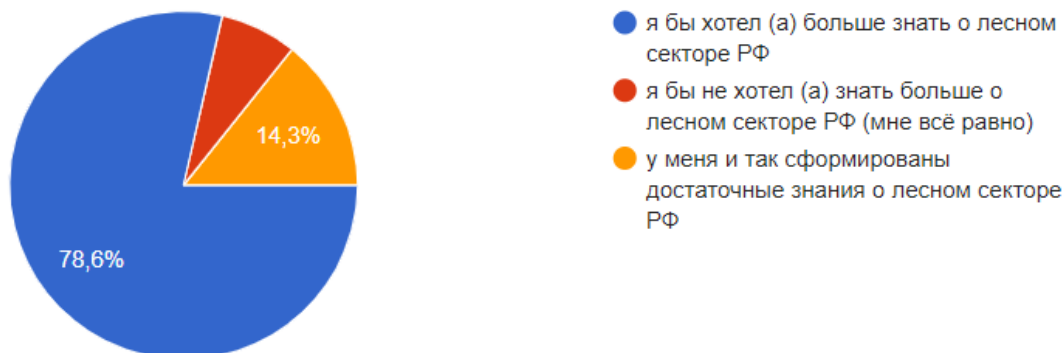 я бы хотел (а) больше знать о лесном
секторе РФ
я бы не хотел (а) знать больше о
лесном секторе РФ (мне всё равно)
14,3%
у меня и так сформированы
достаточные знания о лесном секторе
РФ
78,6%